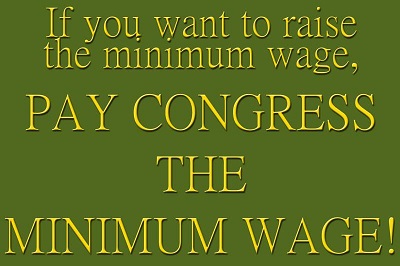 If you want to raise
the minimum wage,
PAY CONGRESS
THE
MINIMUM WAGE!